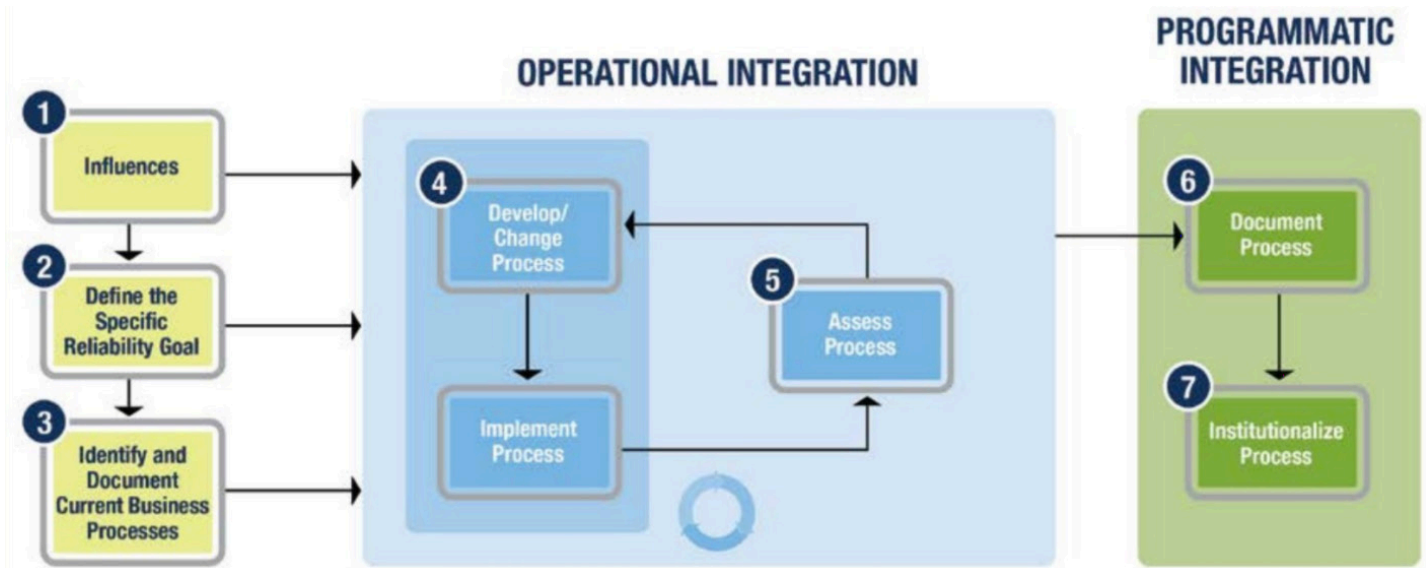 PROGRAMMATIC
INTEGRATION
OPERATIONAL INTEGRATION
1
Influences
2
Define the
Specific
Reliability Goal
3
Identify and
Document
Current Business
Processes
4
Develop/
Change
Process
Implement
Process
5
Assess
Process
6
Document
Process
7
Institutionalize
Process